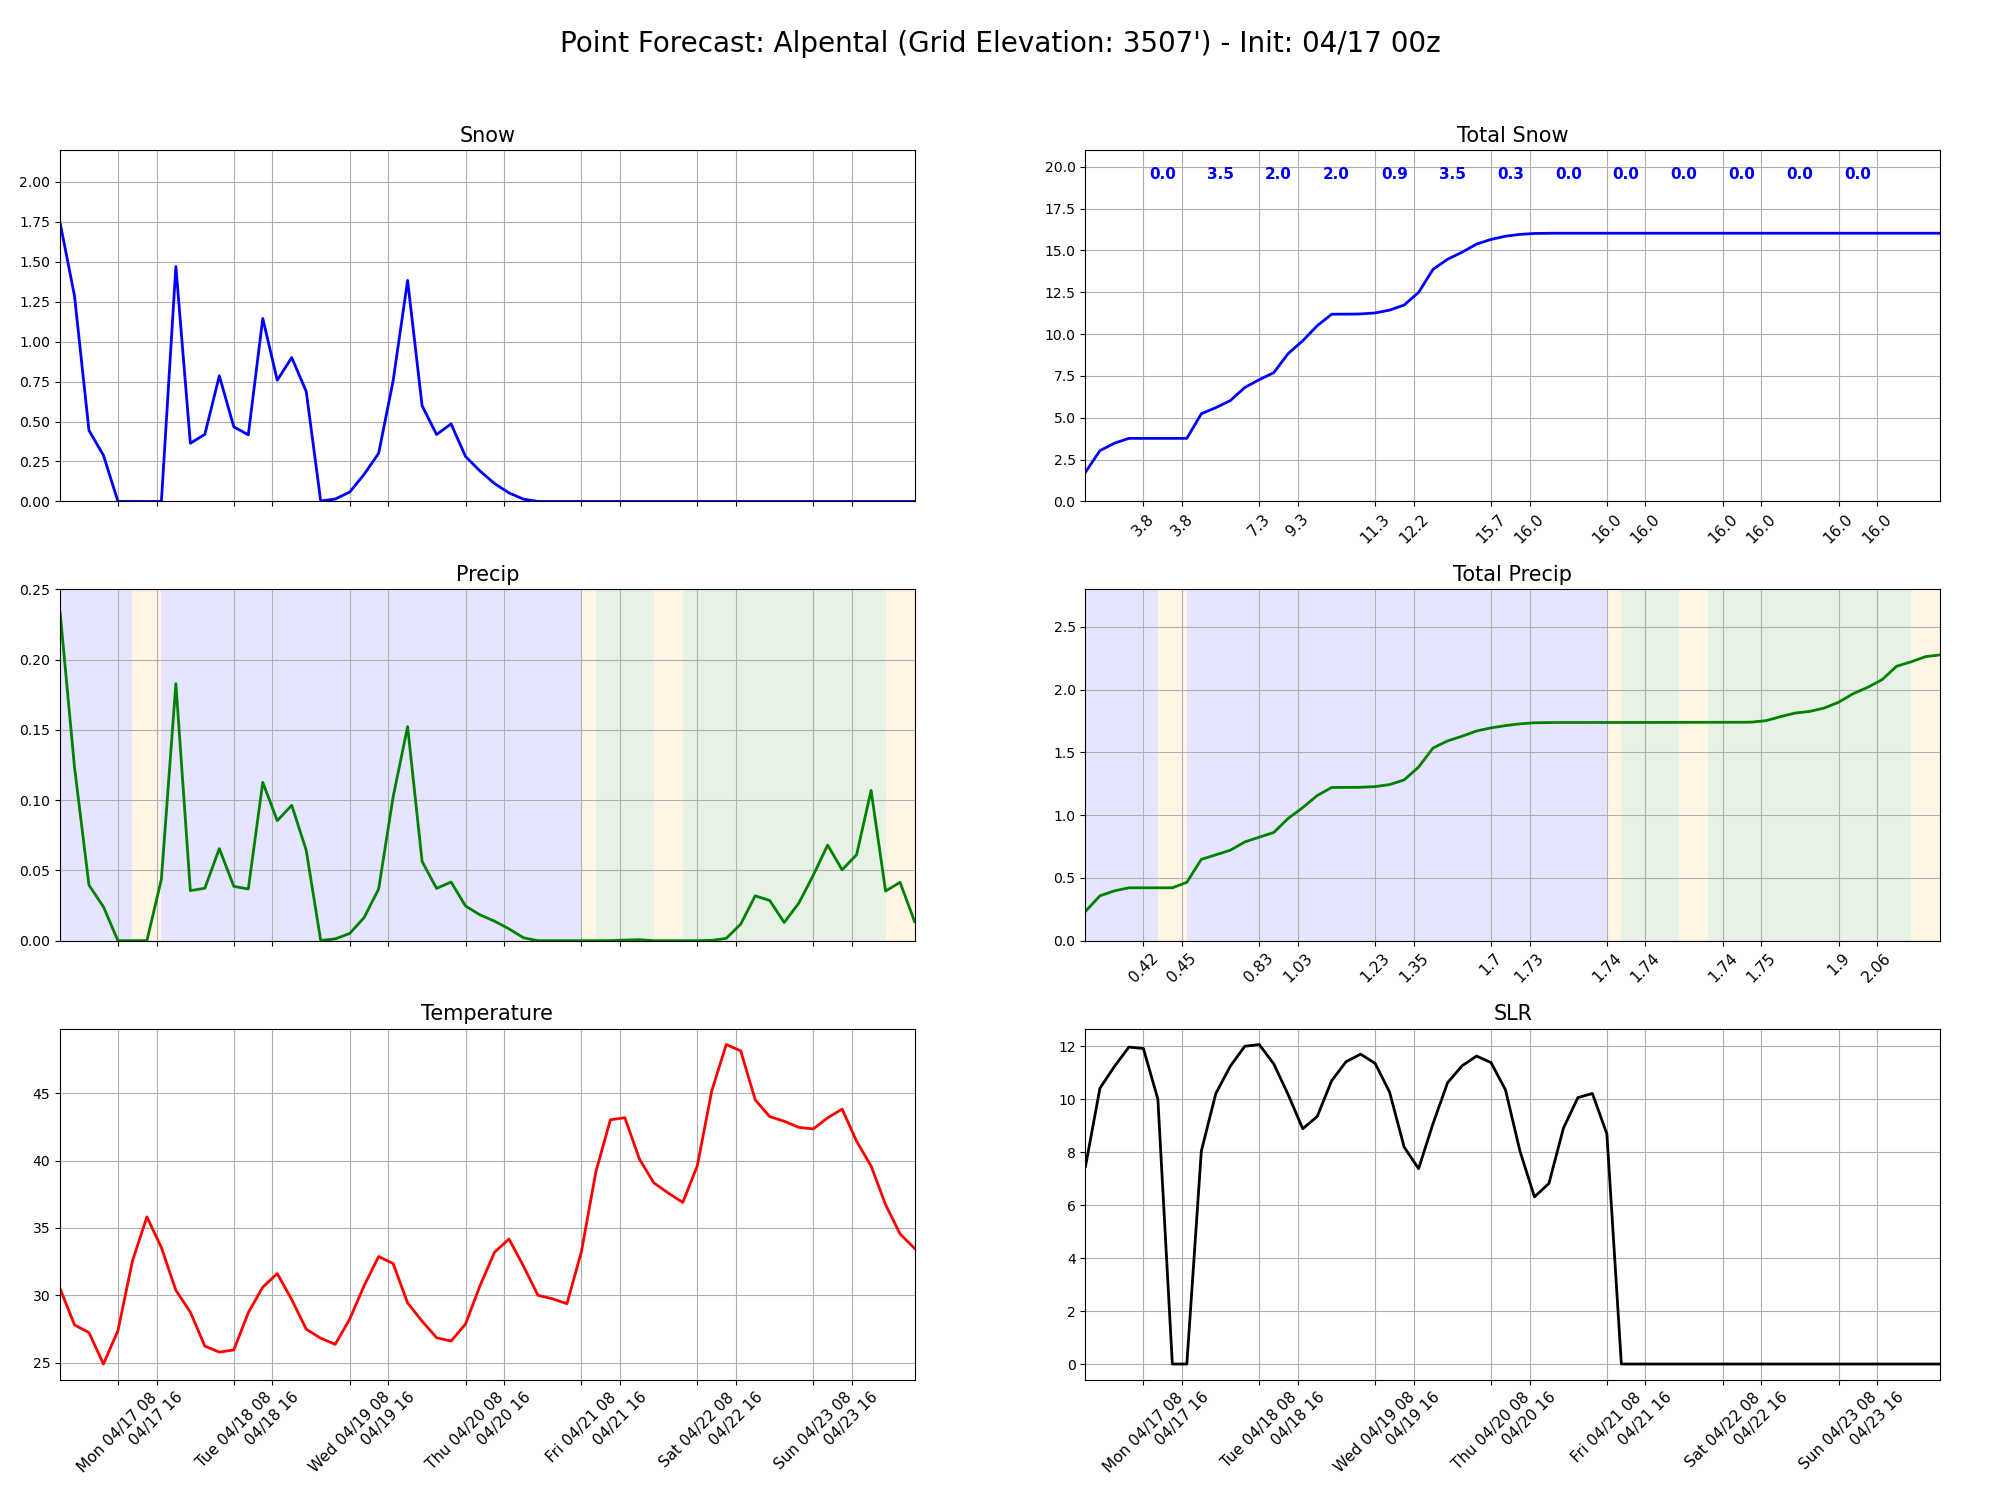 Point Forecast: Alpental (Grid Elevation: 3507') - Init: 04/17 00z
Snow
2.00
1.75
1.50
1.25
1.00
0.75
0.50
0.25
0.00
Total Snow
20.0
17.5
15.0
12.5
10.0
7.5
5.0
2.5
0.0
0.0 3.5 2.0 2.0 0.9 3.5 0.3 0.0 0.0 0.0 0.0 0.0 0.0
3.8 3.8 7.3 9.3 11.3 12.2 15.7 16.0 16.0 16.0 16.0 16.0 16.0 16.0
Precip
0.25
0.20
0.15
0.10
0.05
0.00
Total Precip
2.5
2.0
1.5
1.0
0.5
0.0
0.42 0.45 0.83 1.03 1.23 1.35 1.7 1.73 1.74 1.74 1.74 1.75 1.9 2.06
Temperature
45
40
35
30
25
Mon 04/17 08
04/17 16
Tue 04/18 08
04/18 16
Wed 04/19 08
04/19 16
Thu 04/20 08
04/20 16
Fri 04/21 08
04/21 16
Sat 04/22 08
04/22 16
Sun 04/23 08
04/23 16
SLR
12
10
8
6
4
2
0
Mon 04/17 08
04/17 16
Tue 04/18 08
04/18 16
Wed 04/19 08
04/19 16
Thu 04/20 08
04/20 16
Fri 04/21 08
04/21 16
Sat 04/22 08
04/22 16
Sun 04/23 08
04/23 16